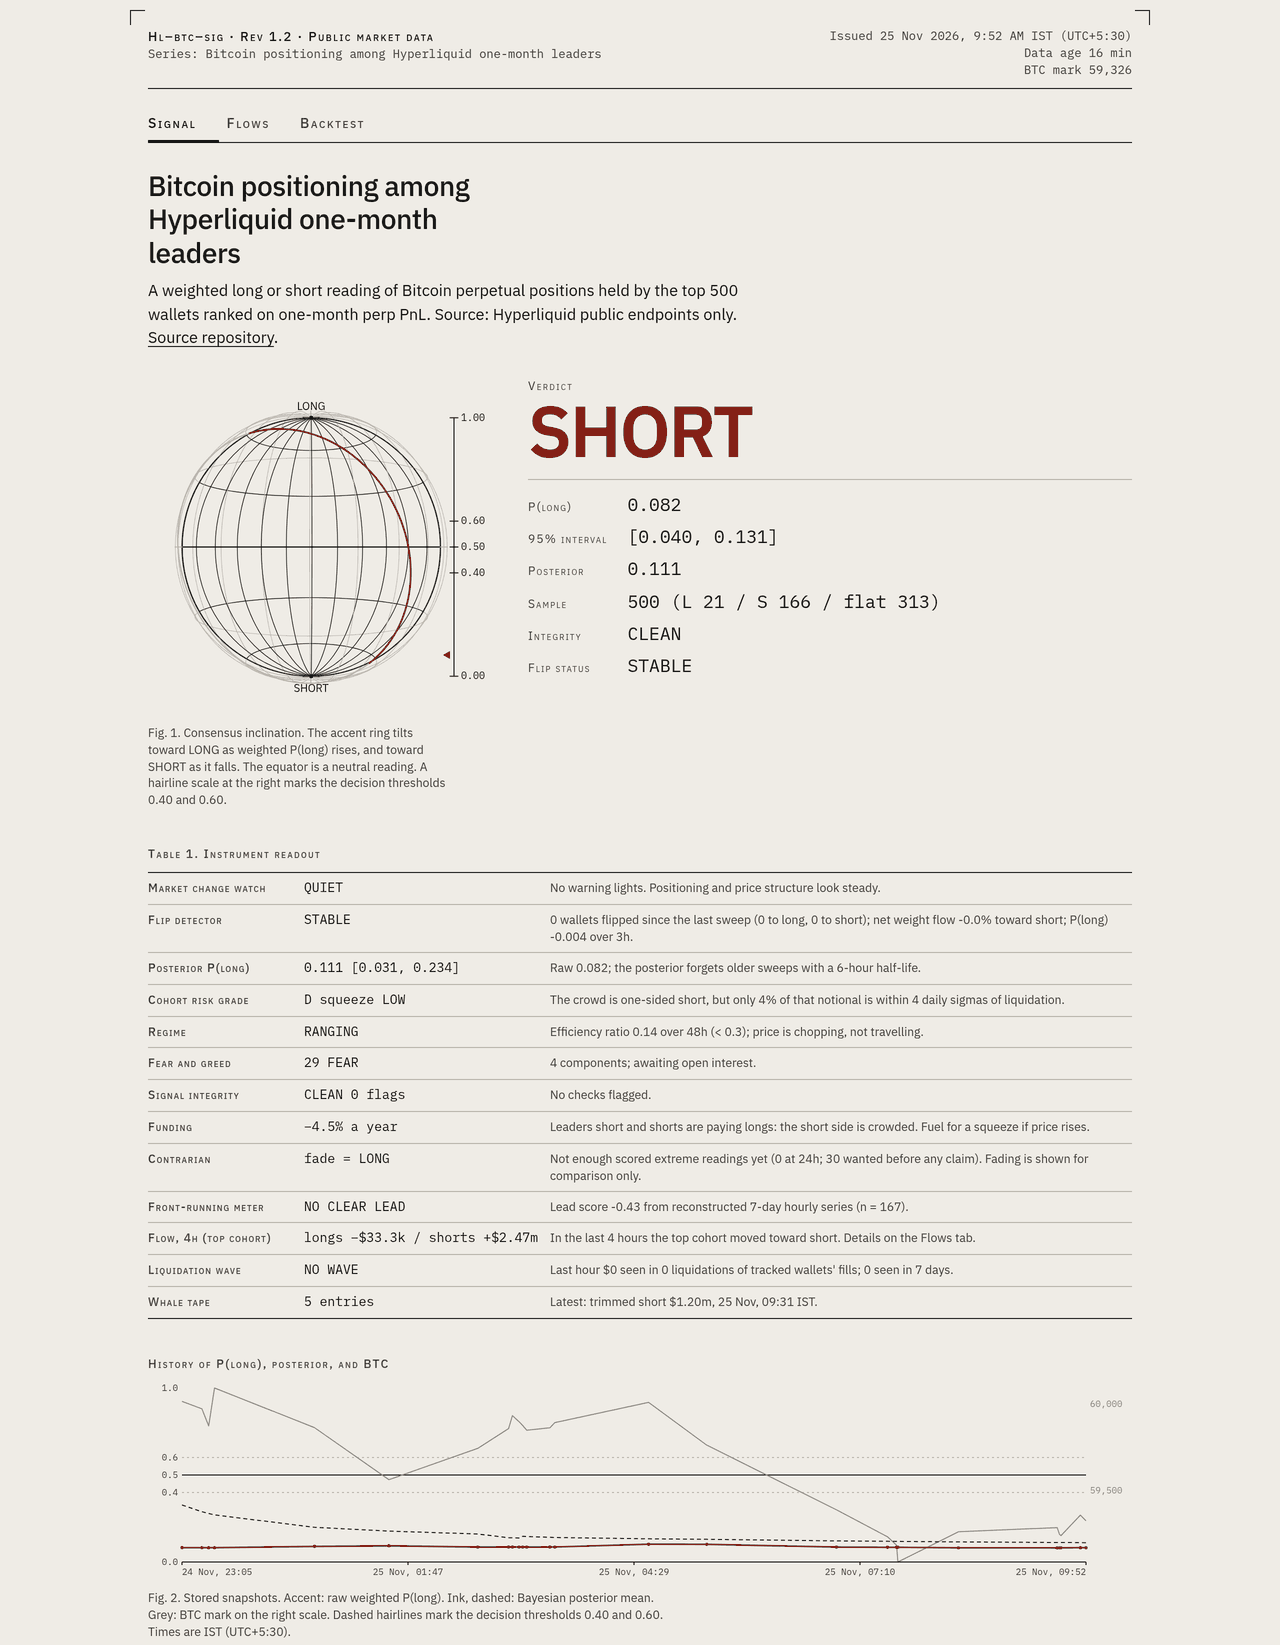 HL–BTC–SIG · REV 1.2 · PUBLIC MARKET DATA
Series: Bitcoin positioning among Hyperliquid one-month leaders
Issued 25 Nov 2026, 9:52 AM IST (UTC+5:30)
Data age 16 min
BTC mark 59,326
SIGNAL FLOWS BACKTEST
Bitcoin positioning among
Hyperliquid one-month
leaders
A weighted long or short reading of Bitcoin perpetual positions held by the top 500
wallets ranked on one-month perp PnL. Source: Hyperliquid public endpoints only.
Source repository.
LONG
1.00
0.60
0.50
0.40
0.00
SHORT
Fig. 1. Consensus inclination. The accent ring tilts
toward LONG as weighted P(long) rises, and toward
SHORT as it falls. The equator is a neutral reading. A
hairline scale at the right marks the decision thresholds
0.40 and 0.60.
VERDICT
SHORT
P(LONG) 0.082
95% INTERVAL [0.040, 0.131]
POSTERIOR 0.111
SAMPLE 500 (L 21 / S 166 / flat 313)
INTEGRITY CLEAN
FLIP STATUS STABLE
TABLE 1. INSTRUMENT READOUT
MARKET CHANGE WATCH QUIET No warning lights. Positioning and price structure look steady.
FLIP DETECTOR STABLE 0 wallets flipped since the last sweep (0 to long, 0 to short); net weight flow -0.0% toward short; P(long)
-0.004 over 3h.
POSTERIOR P(LONG) 0.111 [0.031, 0.234] Raw 0.082; the posterior forgets older sweeps with a 6-hour half-life.
COHORT RISK GRADE D squeeze LOW The crowd is one-sided short, but only 4% of that notional is within 4 daily sigmas of liquidation.
REGIME RANGING Efficiency ratio 0.14 over 48h (< 0.3); price is chopping, not travelling.
FEAR AND GREED 29 FEAR 4 components; awaiting open interest.
SIGNAL INTEGRITY CLEAN 0 flags No checks flagged.
FUNDING −4.5% a year Leaders short and shorts are paying longs: the short side is crowded. Fuel for a squeeze if price rises.
CONTRARIAN fade = LONG Not enough scored extreme readings yet (0 at 24h; 30 wanted before any claim). Fading is shown for
comparison only.
FRONT-RUNNING METER NO CLEAR LEAD Lead score -0.43 from reconstructed 7-day hourly series (n = 167).
FLOW, 4H (TOP COHORT) longs −$33.3k / shorts +$2.47m In the last 4 hours the top cohort moved toward short. Details on the Flows tab.
LIQUIDATION WAVE NO WAVE Last hour $0 seen in 0 liquidations of tracked wallets' fills; 0 seen in 7 days.
WHALE TAPE 5 entries Latest: trimmed short $1.20m, 25 Nov, 09:31 IST.
HISTORY OF P(LONG), POSTERIOR, AND BTC
1.0
60,000
0.6
0.5
0.4
59,500
0.0
24 Nov, 23:05 25 Nov, 01:47 25 Nov, 04:29 25 Nov, 07:10 25 Nov, 09:52
Fig. 2. Stored snapshots. Accent: raw weighted P(long). Ink, dashed: Bayesian posterior mean.
Grey: BTC mark on the right scale. Dashed hairlines mark the decision thresholds 0.40 and 0.60.
Times are IST (UTC+5:30).